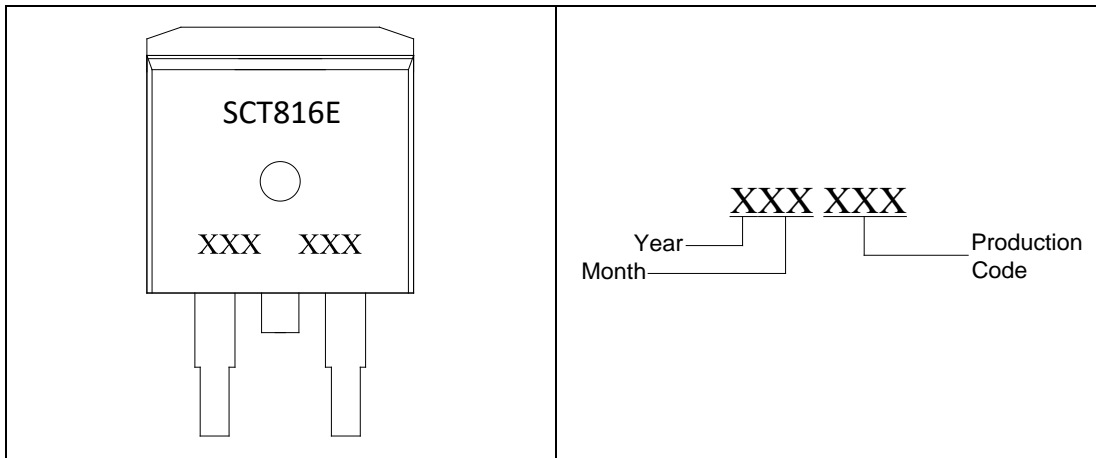 SCT816E
XXX XXX
XXX XXX
Year
Month
Production
Code